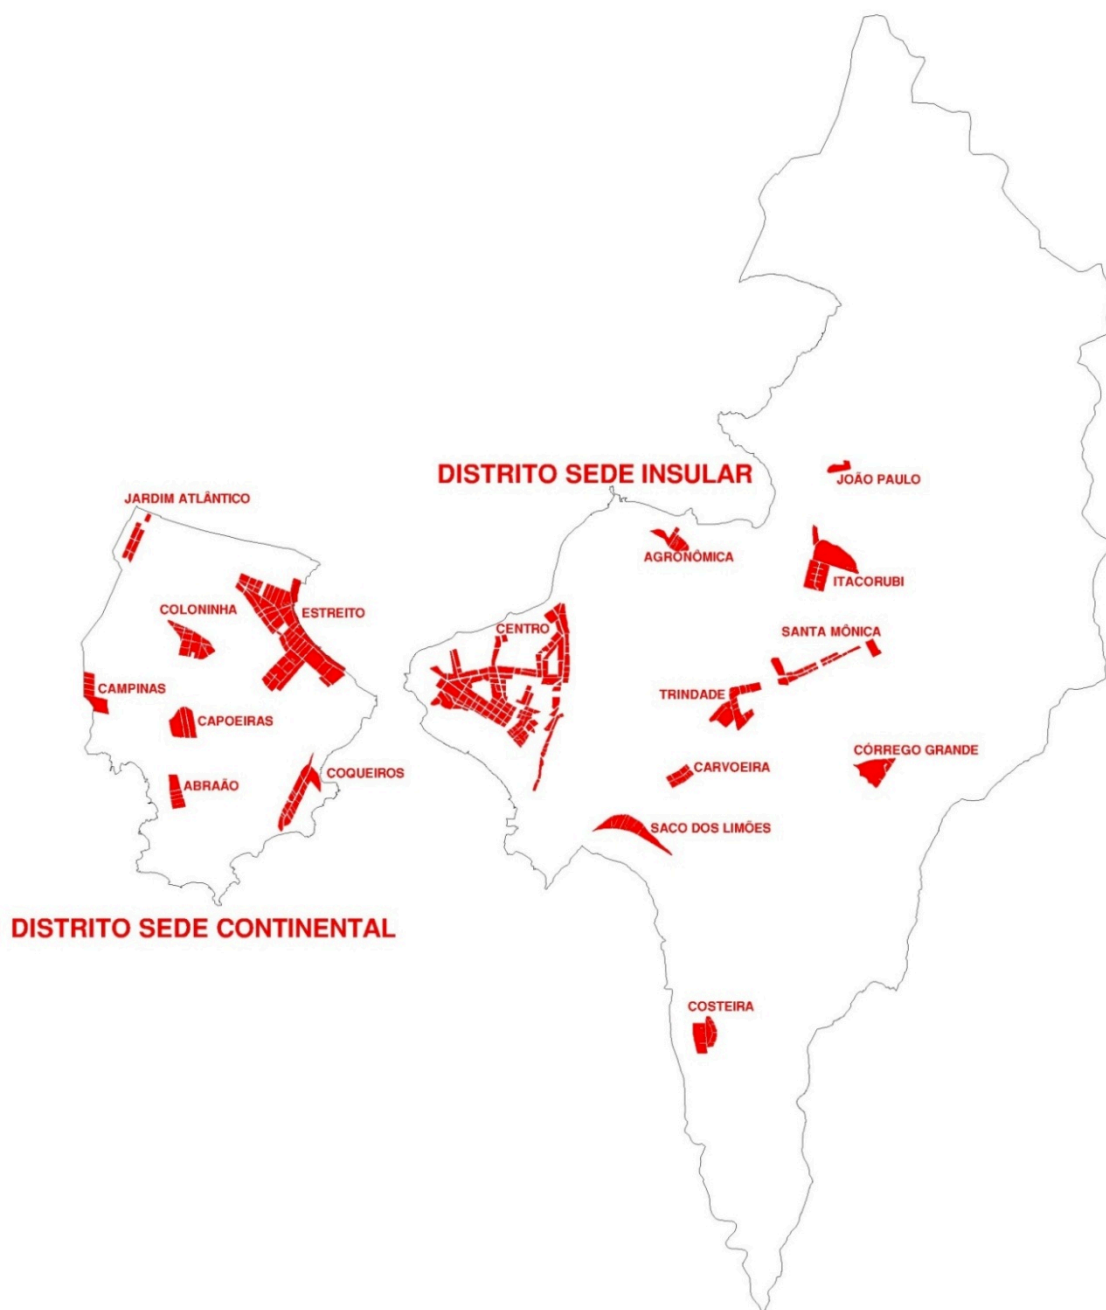 DISTRITO SEDE INSULAR
JOÃO PAULO
JARDIM ATLÂNTICO
AGRONÔMICA
ITACORUBI
COLONINHA
ESTREITO
CENTRO
SANTA MÔNICA
CAMPINAS
TRINDADE
CAPOEIRAS
CÓRREGO GRANDE
COQUEIROS
CARVOEIRA
ABRAÃO
SACO DOS LIMÕES
DISTRITO SEDE CONTINENTAL
COSTEIRA